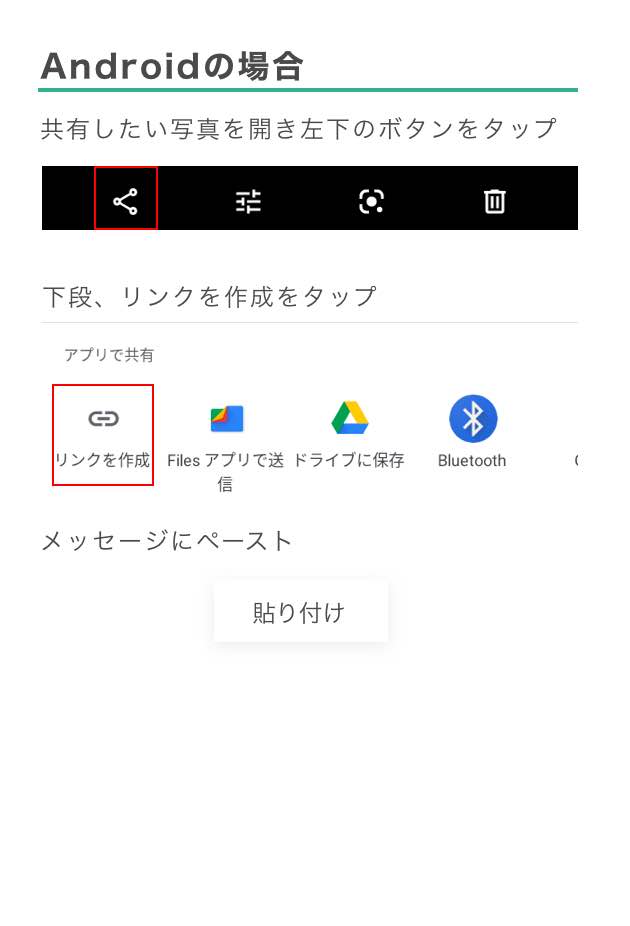 Androidの場合
共有したい写真を開き左下のボタンをタップ
下段、リンクを作成をタップ
アプリで共有
リンクを作成
Files アプリで送
信
ドライブに保存
Bluetooth
メッセージにペースト
貼り付け